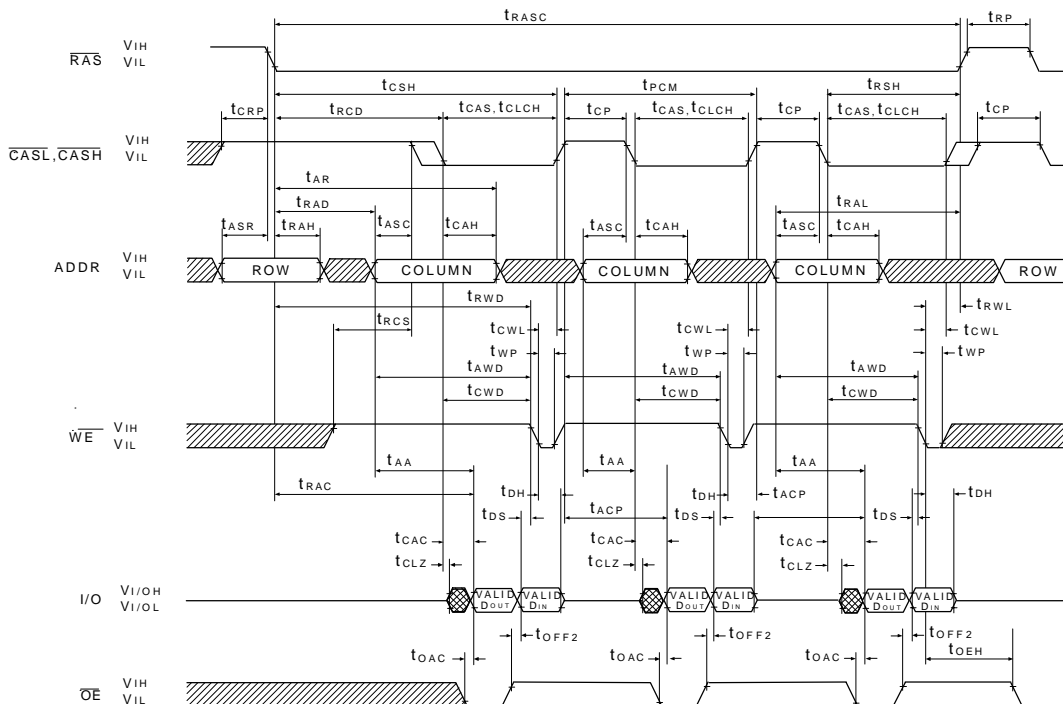 tRASC tRP
RAS VIH
VIL
tCSH tPCM tRSH
tCRP tRCD tCAS,tCLCH tCP tCAS,tCLCH tCP tCAS,tCLCH tCP
CASL,CASH VIH
VIL
tAR
tRAD tRAL
tASR tRAH tASC tCAH tASC tCAH tASC tCAH
ADDR VIH
VIL
ROW COLUMN COLUMN COLUMN ROW
tRWD tRWL
tRCS tCWL tCWL tCWL
tWP tWP tWP
tAWD tAWD tAWD
tCWD tCWD tCWD
WE VIH
VIL
tAA tAA tAA
tRAC tDH tDH tACP tDH
tDS tACP tDS tDS
tCAC tCAC tCAC
tCLZ tCLZ tCLZ
I/O VI/OH
VI/OL
VALID DOUT VALID DIN VALID DOUT VALID DIN VALID DOUT VALID DIN
tOFF2 tOFF2 tOFF2
tOAC tOAC tOAC tOEH
OE VIH
VIL